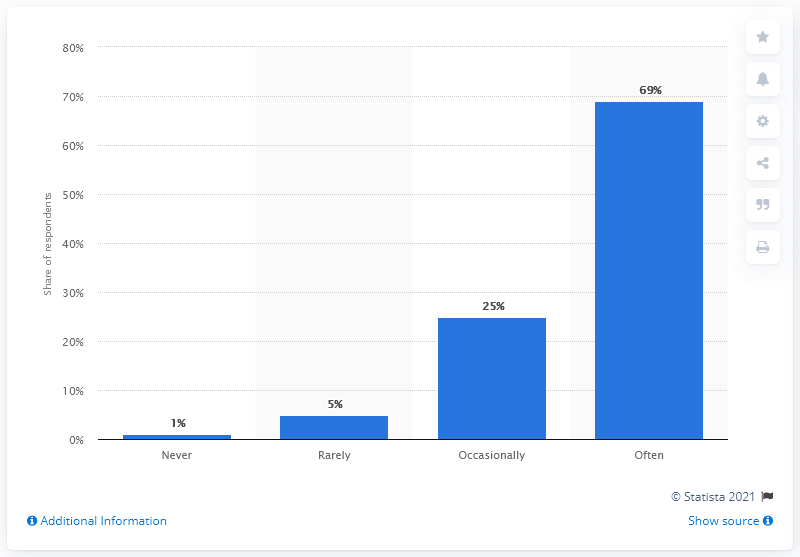 80%
70%
60%
50%
40%
30%
20%
10%
0%
Share of respondents
1%
5%
25%
69%
Never
Rarely
Occasionally
Often
© Statista 2021
Additional Information
Show source